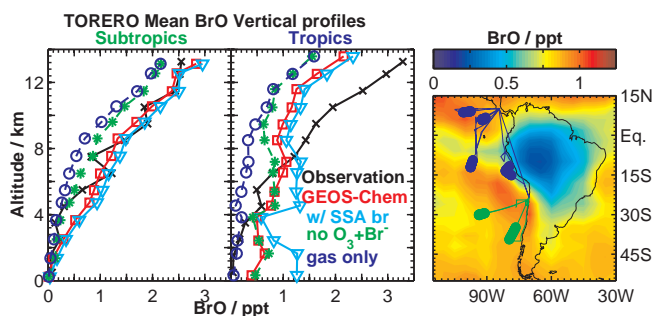 TORERO Mean BrO Vertical profiles
Subtropics
Tropics
Altitude / km
12
8
4
0
Observation
GEOS-Chem
w/ SSA br
no O3+Br-
gas only
0 1 2 3
0 1 2 3
BrO / ppt
BrO / ppt
0 0.5 1
15N
Eq.
15S
30S
45S
90W 60W 30W